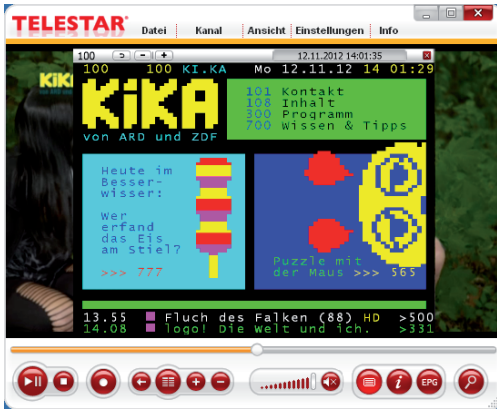 TELESTAR
Datei Kanal Ansicht Einstellungen Info
100 12.11.2012 14:01:35
100 100 KI.KA Mo 12.11.12 14 01:29
KiKA
KiKA
von ARD und ZDF
101 Kontakt
108 Inhalt
300 Programm
700 Wissen & Tipps
Heute im
Besser-
wisser:
Wer
erfand
das Eis
am Stiel?
>>> 777
Puzzle mit
der Maus >>> 565
13.55 Fluch des Falken (88) HD >500
14.08 logo! Die Welt und ich. >331
i EPG